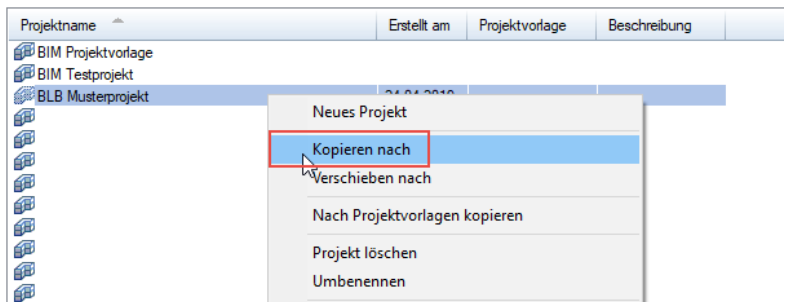 Projektname Erstellt am Projektvorlage Beschreibung
BIM Projektvorlage
BIM Testprojekt
BLB Musterprojekt
Neues Projekt
Kopieren nach
Verschieben nach
Nach Projektvorlagen kopieren
Projekt löschen
Umbenennen